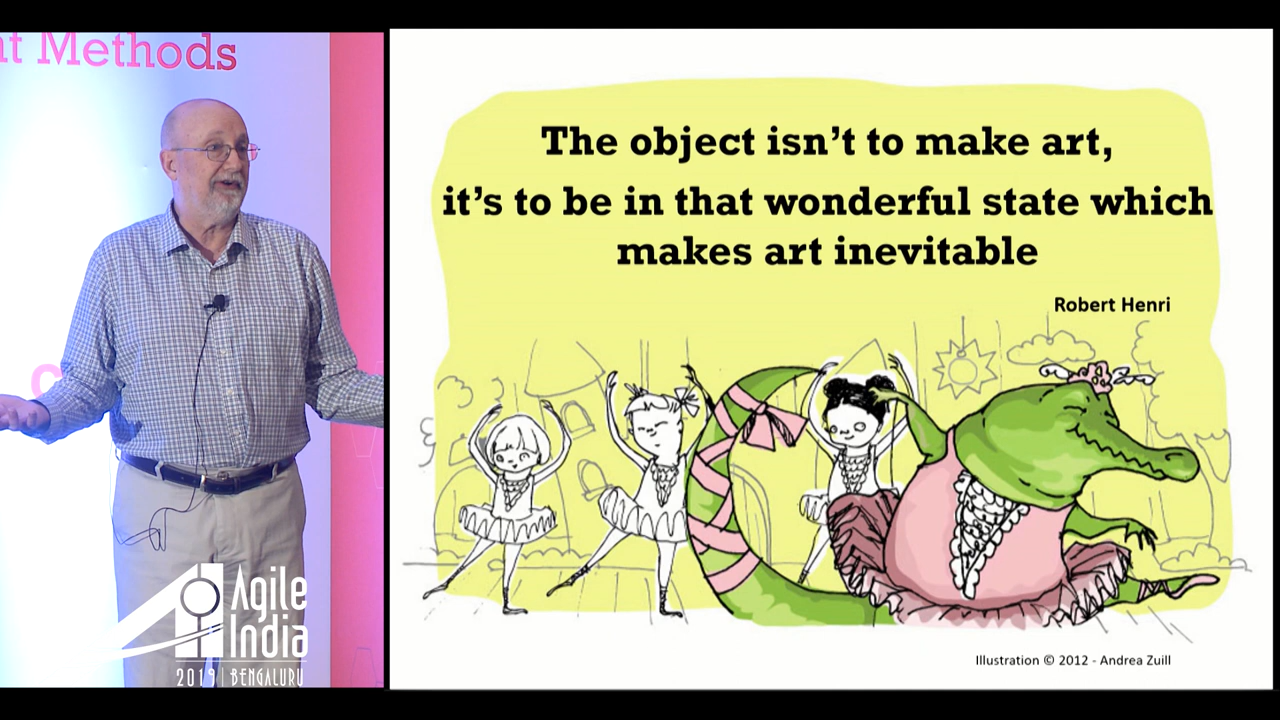 Methods
The object isn't to make art,
it's to be in that wonderful state which
makes art inevitable
Robert Henri
Illustration © 2012 - Andrea Zuill
Agile
India
2019 | BENGALURU